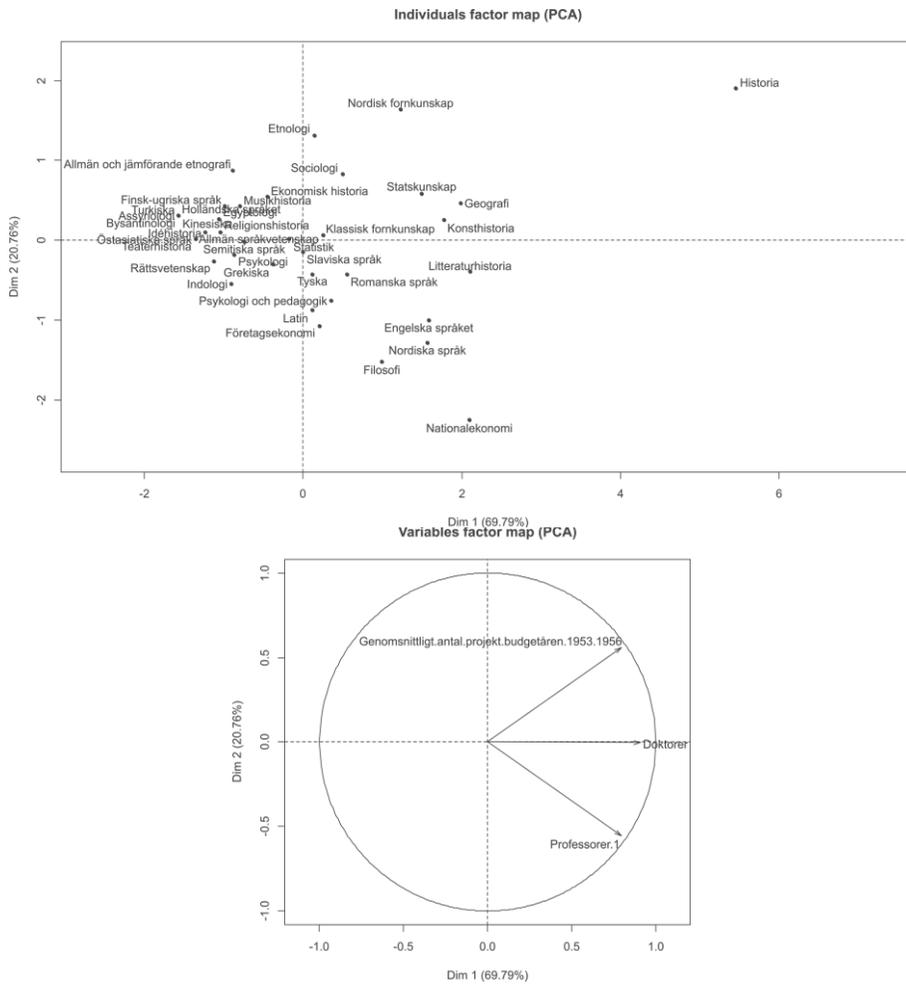 Individuals factor map (PCA)
Dim 2 (20.76%)
2
1
0
-1
-2
Historia
Nordisk fornkunskap
Etnologi
Allmän och jämförande etnografi
Sociologi
Ekonomisk historia
Statskunskap
Geografi
Finsk-ugriska språk
Musikhistoria
Turkiska
Holländska språket
Assyriologi
Egyptologi
Bysantinologi
Kinesiska
Religionshistoria
Klassisk fornkunskap
Konsthistoria
Idéhistoria
Östasiatiska språk
Allmän språkvetenskap
Teaterhistoria
Semitiska språk
Statistik
Rättsvetenskap
Psykologi
Slaviska språk
Litteraturhistoria
Grekiska
Indologi
Tyska
Romanska språk
Psykologi och pedagogik
Latin
Företagsekonomi
Engelska språket
Nordiska språk
Filosofi
Nationalekonomi
-2
0
2
4
6
Dim 1 (69.79%)
Variables factor map (PCA)
Dim 2 (20.76%)
1.0
0.5
0.0
-0.5
-1.0
Genomsnittligt.antal.projekt.budgetåren.1953.1956
Doktorer
Professorer.1
-1.0
-0.5
0.0
0.5
1.0
Dim 1 (69.79%)